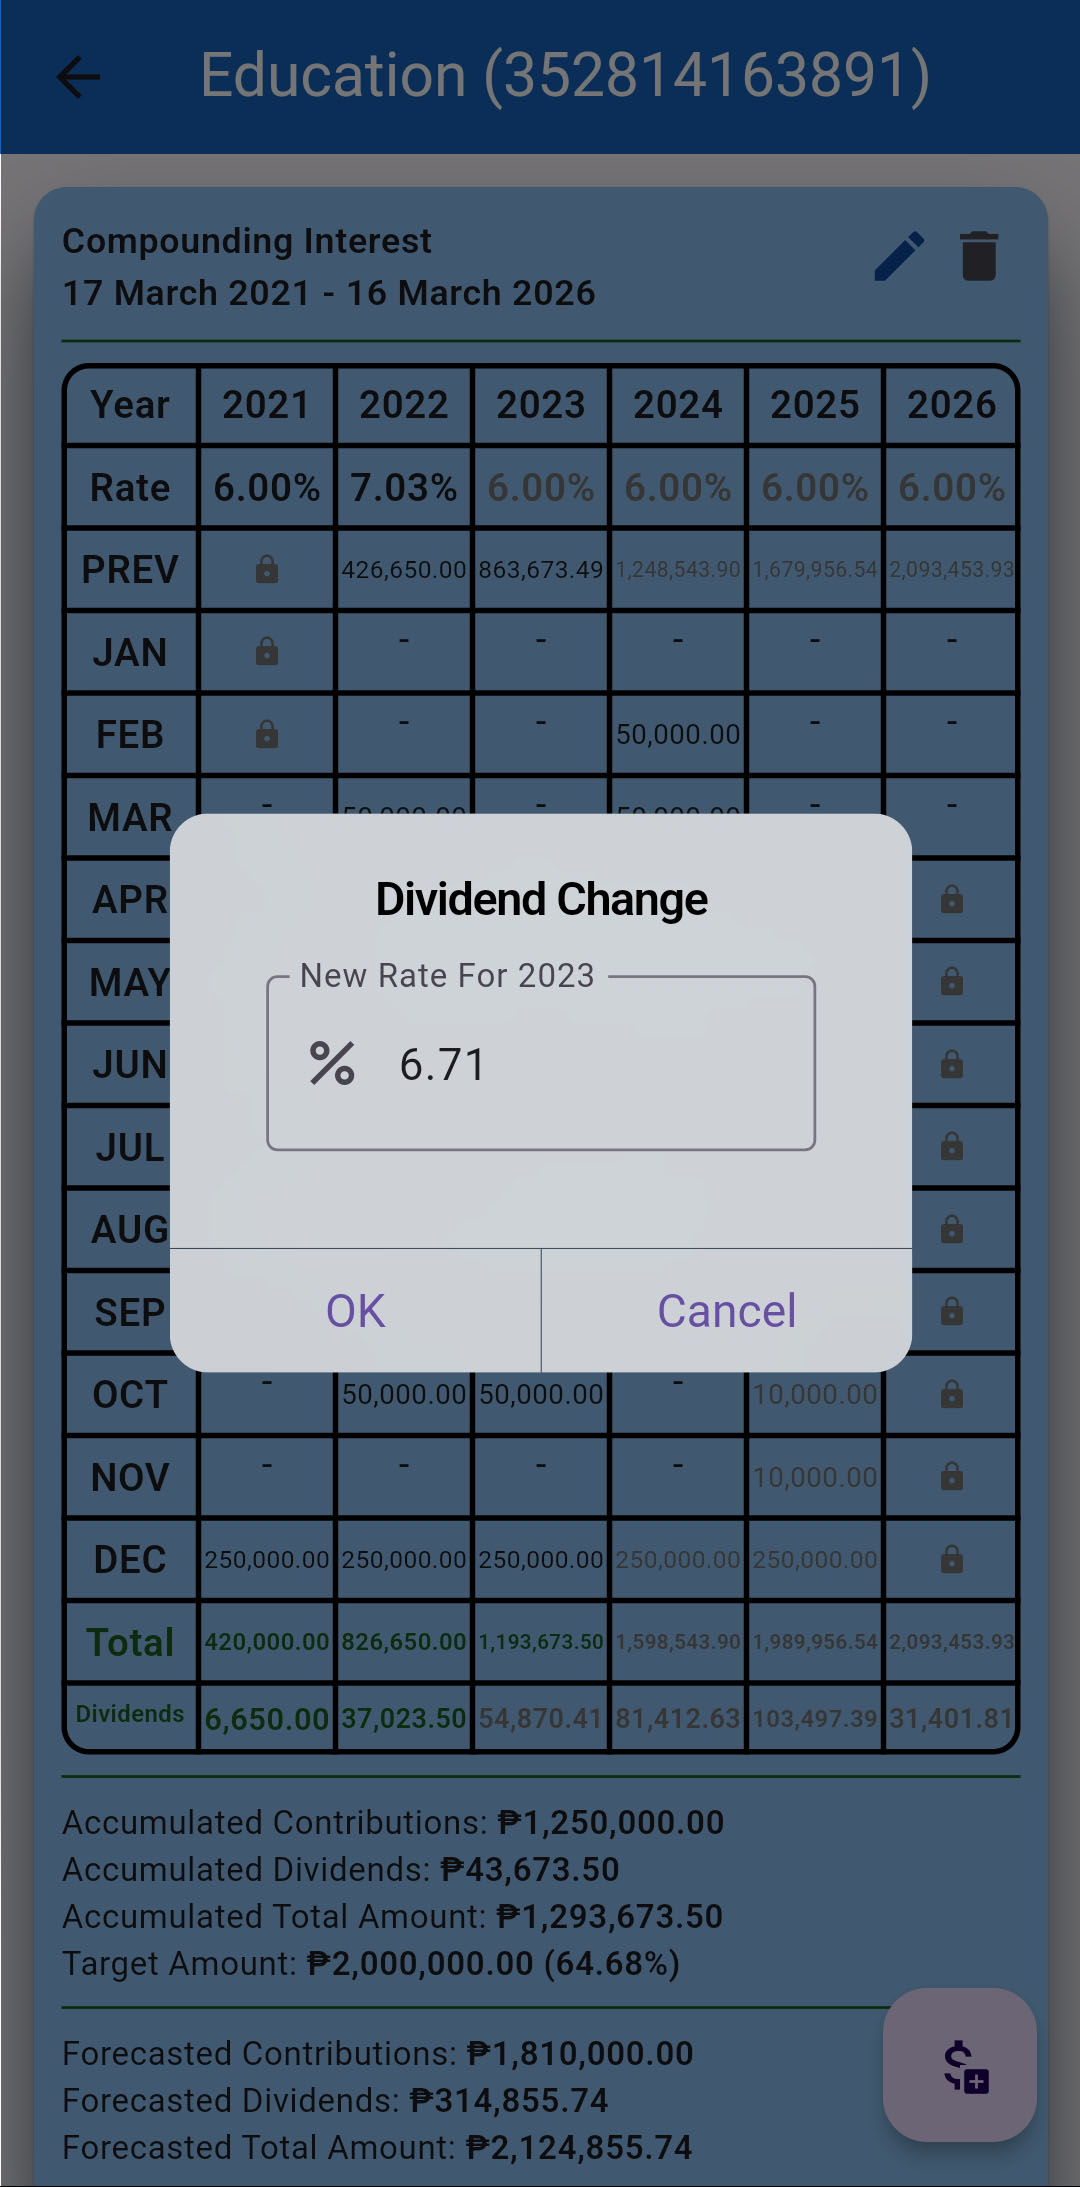 Education (352814163891)
Compounding Interest
17 March 2021 - 16 March 2026
Year 2021 2022 2023 2024 2025 2026
Rate 6.00% 7.03% 6.00% 6.00% 6.00% 6.00%
PREV 426,650.00 863,673.49 1,248,543.90 1,679,956.54 2,093,453.93
JAN - - - - -
FEB - - 50,000.00 - -
MAR - 50,000.00 - 50,000.00 - -
APR
MAY
JUN
JUL
AUG
SEP
Dividend Change
New Rate For 2023
% 6.71
OK Cancel
OCT - 50,000.00 50,000.00 - 10,000.00
NOV - - - - 10,000.00
DEC 250,000.00 250,000.00 250,000.00 250,000.00 250,000.00
Total 420,000.00 826,650.00 1,193,673.50 1,598,543.90 1,989,956.54 2,093,453.93
Dividends 6,650.00 37,023.50 54,870.41 81,412.63 103,497.39 31,401.81
Accumulated Contributions: ₱1,250,000.00
Accumulated Dividends: ₱43,673.50
Accumulated Total Amount: ₱1,293,673.50
Target Amount: ₱2,000,000.00 (64.68%)
Forecasted Contributions: ₱1,810,000.00
Forecasted Dividends: ₱314,855.74
Forecasted Total Amount: ₱2,124,855.74